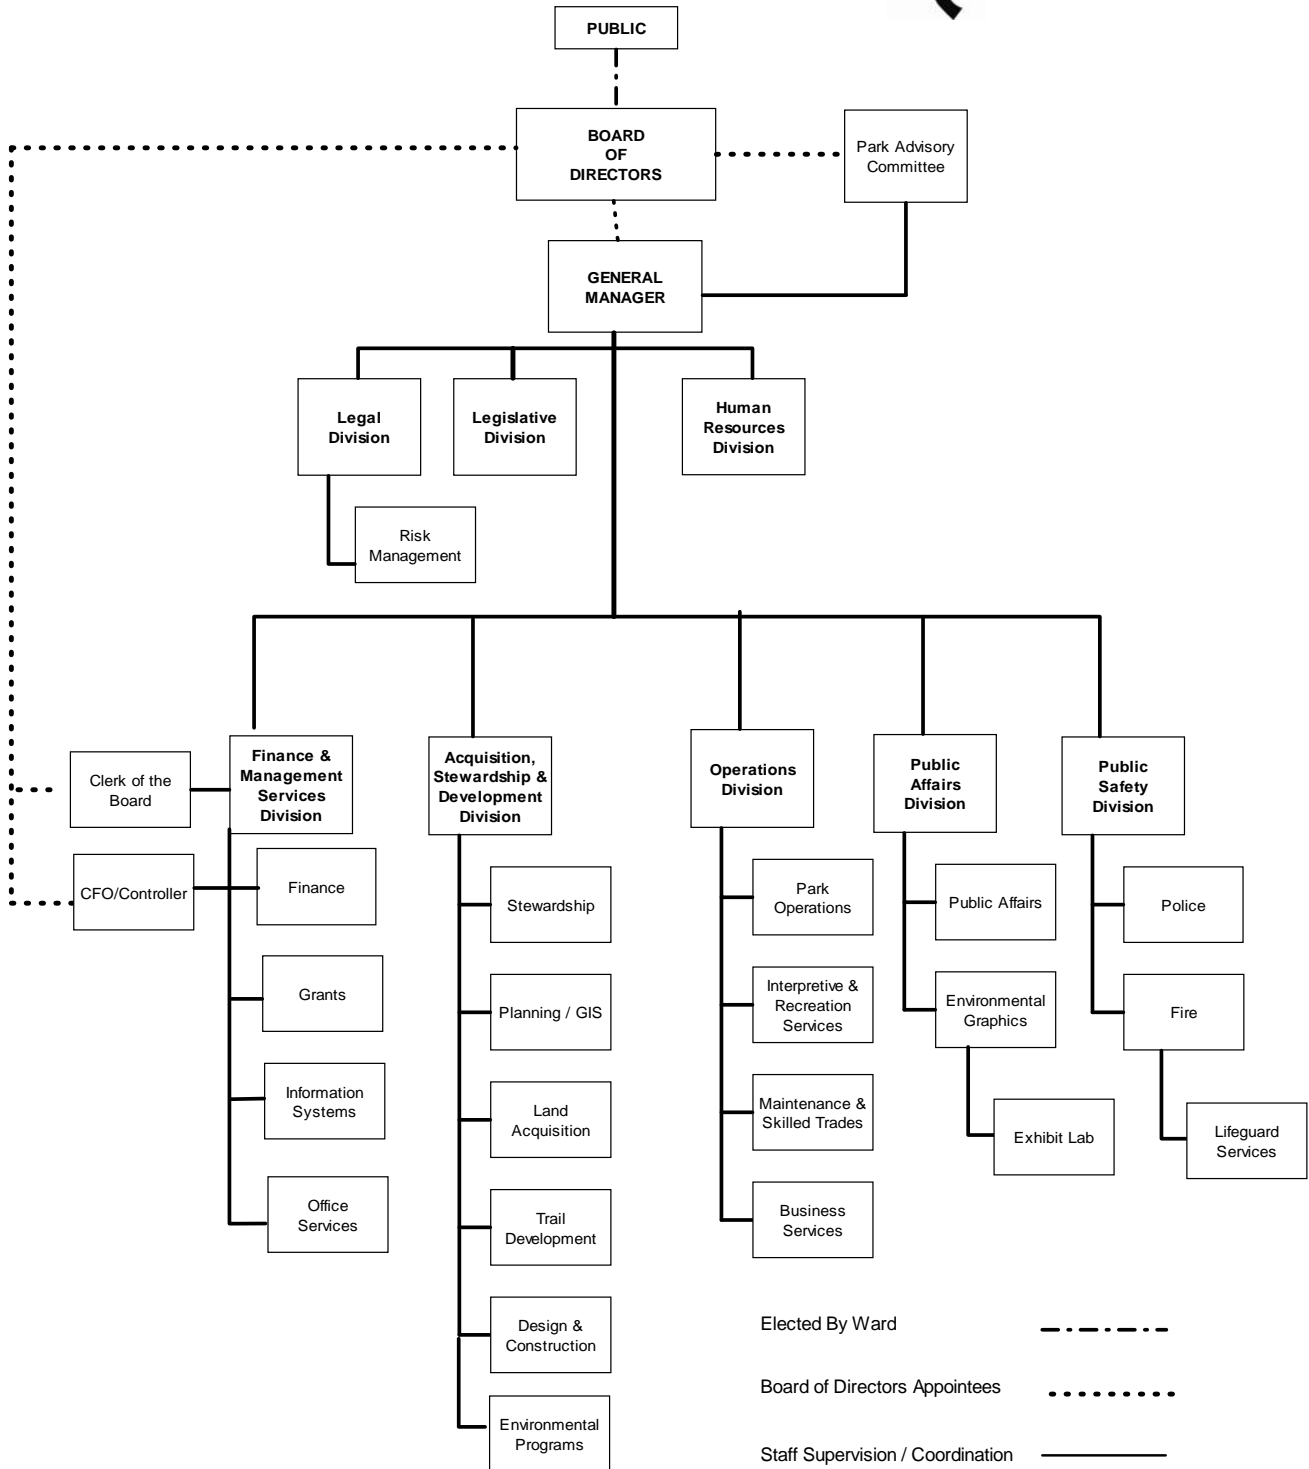 PUBLIC
BOARD
OF
DIRECTORS
Park Advisory
Committee
GENERAL
MANAGER
Legal
Division
Legislative
Division
Human
Resources
Division
Risk
Management
Clerk of the
Board
CFO/Controller
Finance &
Management
Services
Division
Finance
Grants
Information
Systems
Office
Services
Acquisition,
Stewardship &
Development
Division
Stewardship
Planning / GIS
Land
Acquisition
Trail
Development
Design &
Construction
Environmental
Programs
Operations
Division
Park
Operations
Interpretive &
Recreation
Services
Maintenance &
Skilled Trades
Business
Services
Public
Affairs
Division
Public Affairs
Environmental
Graphics
Exhibit Lab
Public
Safety
Division
Police
Fire
Lifeguard
Services
Elected By Ward
Board of Directors Appointees
Staff Supervision / Coordination